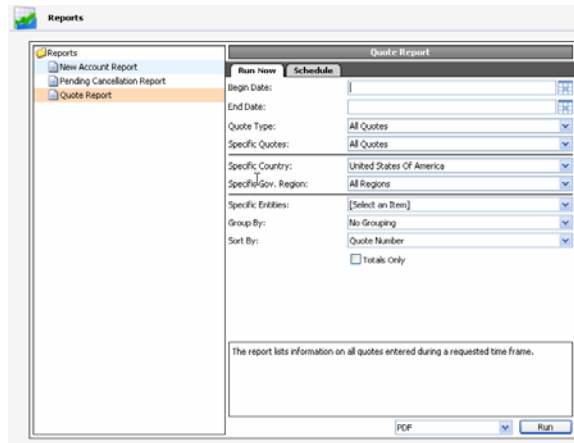 Reports
Reports
New Account Report
Pending Cancellation Report
Quote Report
Quote Report
Run Now Schedule
Begin Date:
End Date:
Quote Type: All Quotes
Specific Quotes: All Quotes
Specific Country: United States Of America
Specific Gov. Region: All Regions
Specific Entities: [Select an Item]
Group By: No Grouping
Sort By: Quote Number
Totals Only
The report lists information on all quotes entered during a requested time frame.
PDF Run